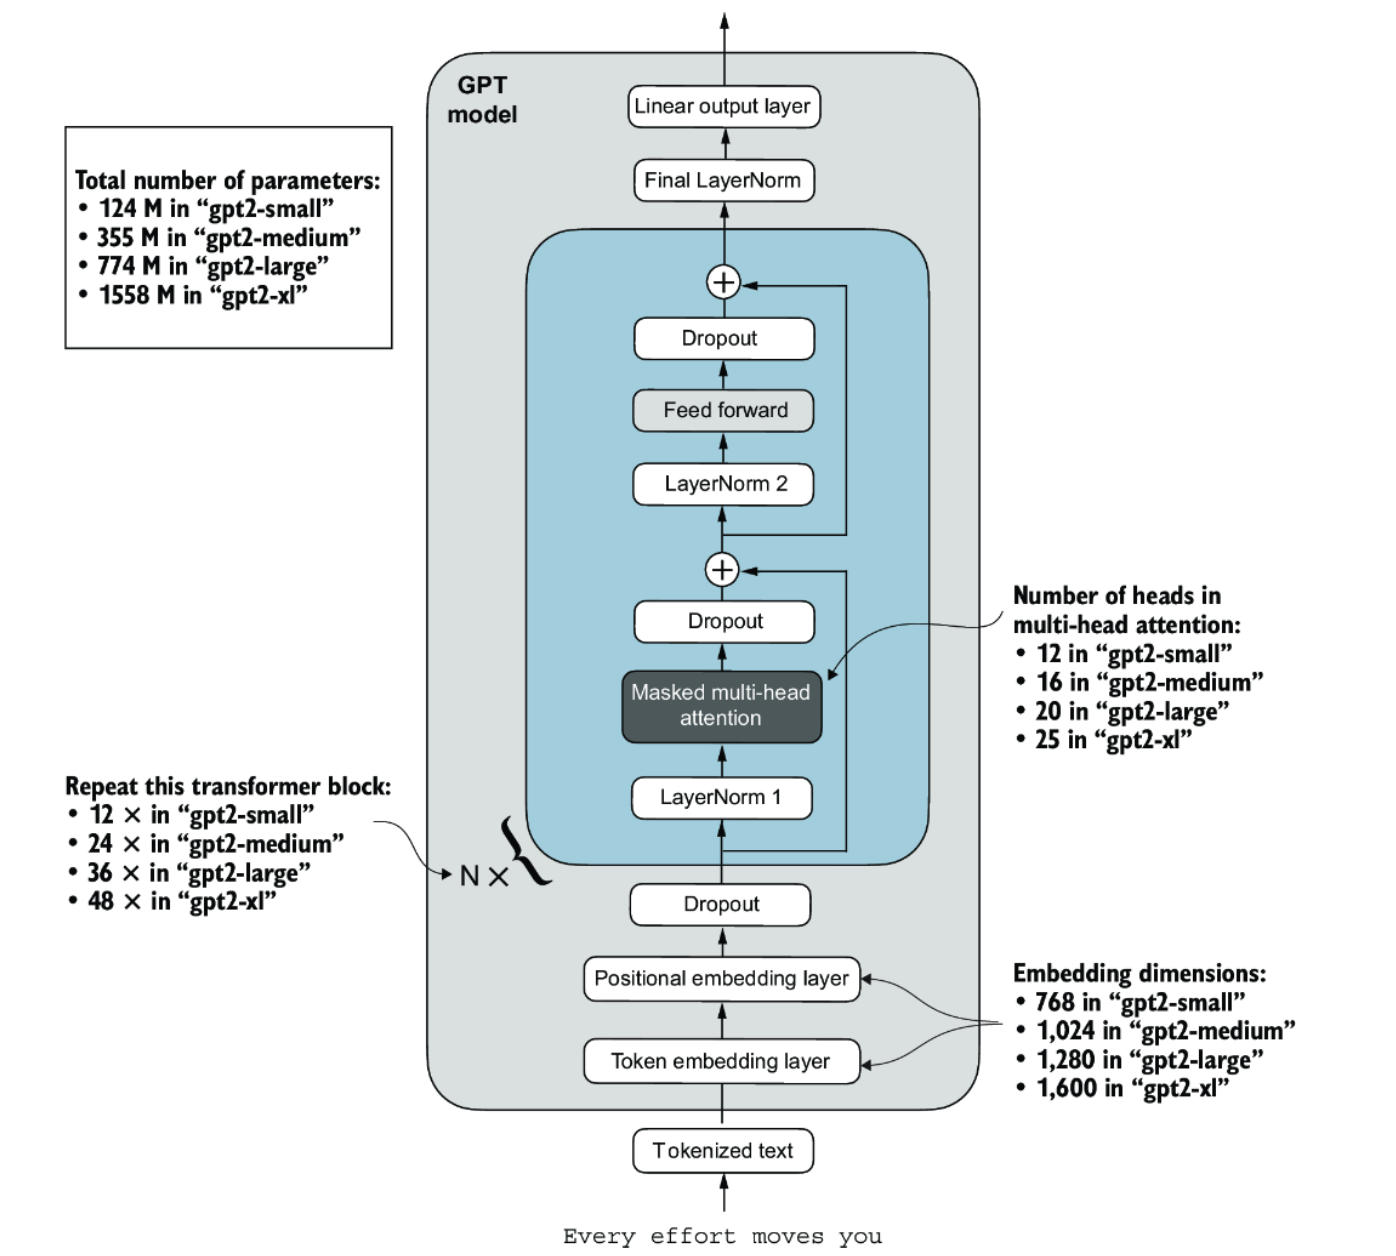 GPT
model
Linear output layer
Final LayerNorm
Total number of parameters:
• 124 M in “gpt2-small”
• 355 M in “gpt2-medium”
• 774 M in “gpt2-large”
• 1558 M in “gpt2-xl”
+
Dropout
Feed forward
LayerNorm 2
+
Dropout
Masked multi-head
attention
LayerNorm 1
Number of heads in
multi-head attention:
• 12 in “gpt2-small”
• 16 in “gpt2-medium”
• 20 in “gpt2-large”
• 25 in “gpt2-xl”
Repeat this transformer block:
• 12 × in “gpt2-small”
• 24 × in “gpt2-medium”
• 36 × in “gpt2-large”
• 48 × in “gpt2-xl”
N × {
Dropout
Positional embedding layer
Token embedding layer
Embedding dimensions:
• 768 in “gpt2-small”
• 1,024 in “gpt2-medium”
• 1,280 in “gpt2-large”
• 1,600 in “gpt2-xl”
Tokenized text
Every effort moves you